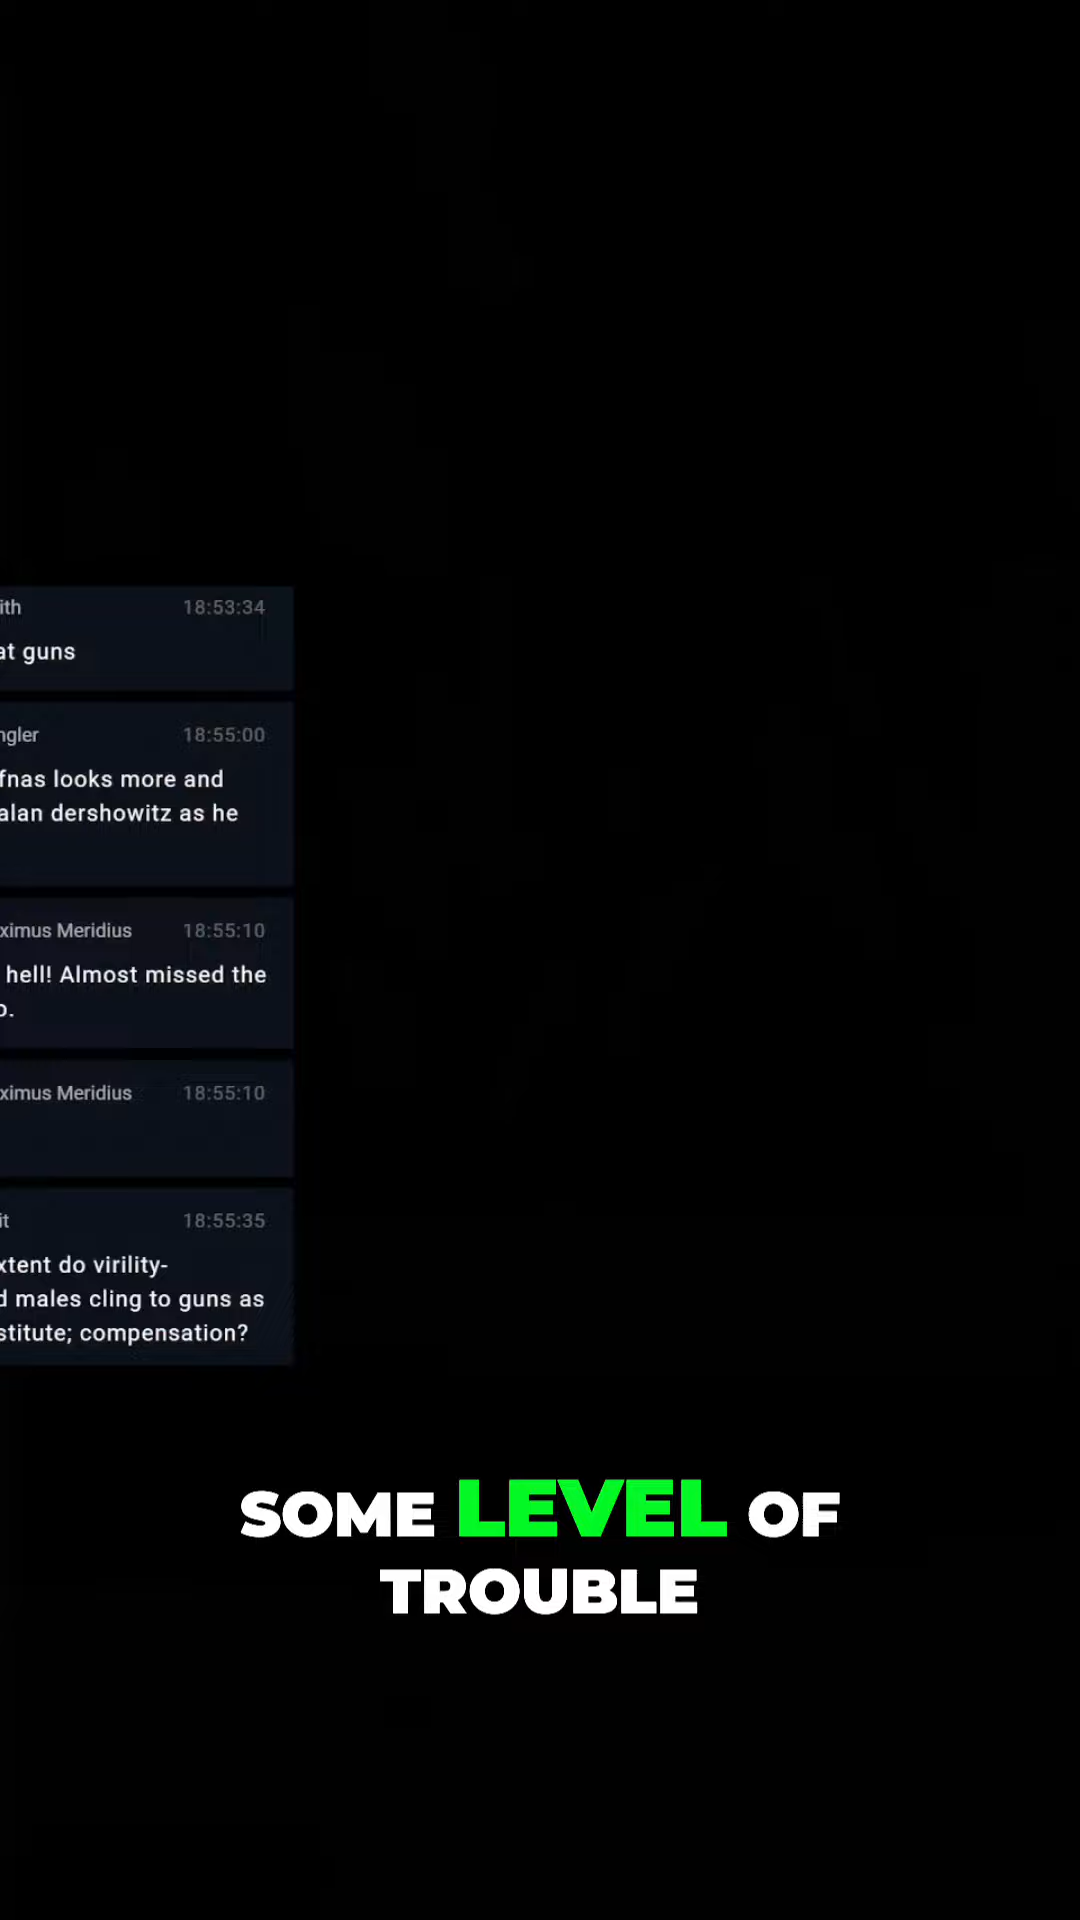 ith 18:53:34
at guns
ngler 18:55:00
fnas looks more and
alan dershowitz as he
ximus Meridius 18:55:10
hell! Almost missed the
o.
ximus Meridius 18:55:10
it 18:55:35
xtent do virility-
d males cling to guns as
stitute; compensation?
SOME LEVEL OF
TROUBLE